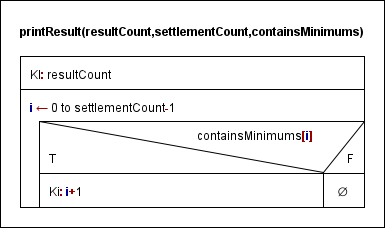 printResult(resultCount,settlementCount,containsMinimums)
KI: resultCount
i ← 0 to settlementCount-1
containsMinimums[i]
T F
Ki: i+1 ∅